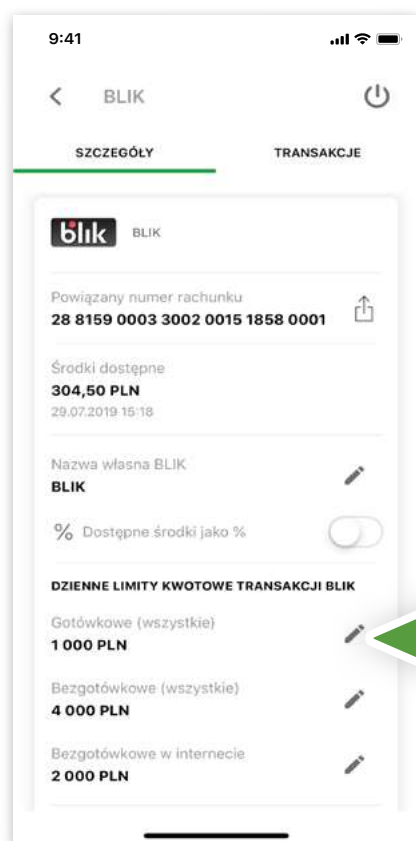 9:41
BLIK
SZCZEGÓŁY TRANSAKCJE
blik BLIK
Powiązany numer rachunku
28 8159 0003 3002 0015 1858 0001
Środki dostępne
304,50 PLN
29.07.2019 15:18
Nazwa własna BLIK
BLIK
% Dostępne środki jako %
DZIENNE LIMITY KWOTOWE TRANSAKCJI BLIK
Gotówkowe (wszystkie)
1 000 PLN
Bezgotówkowe (wszystkie)
4 000 PLN
Bezgotówkowe w internecie
2 000 PLN